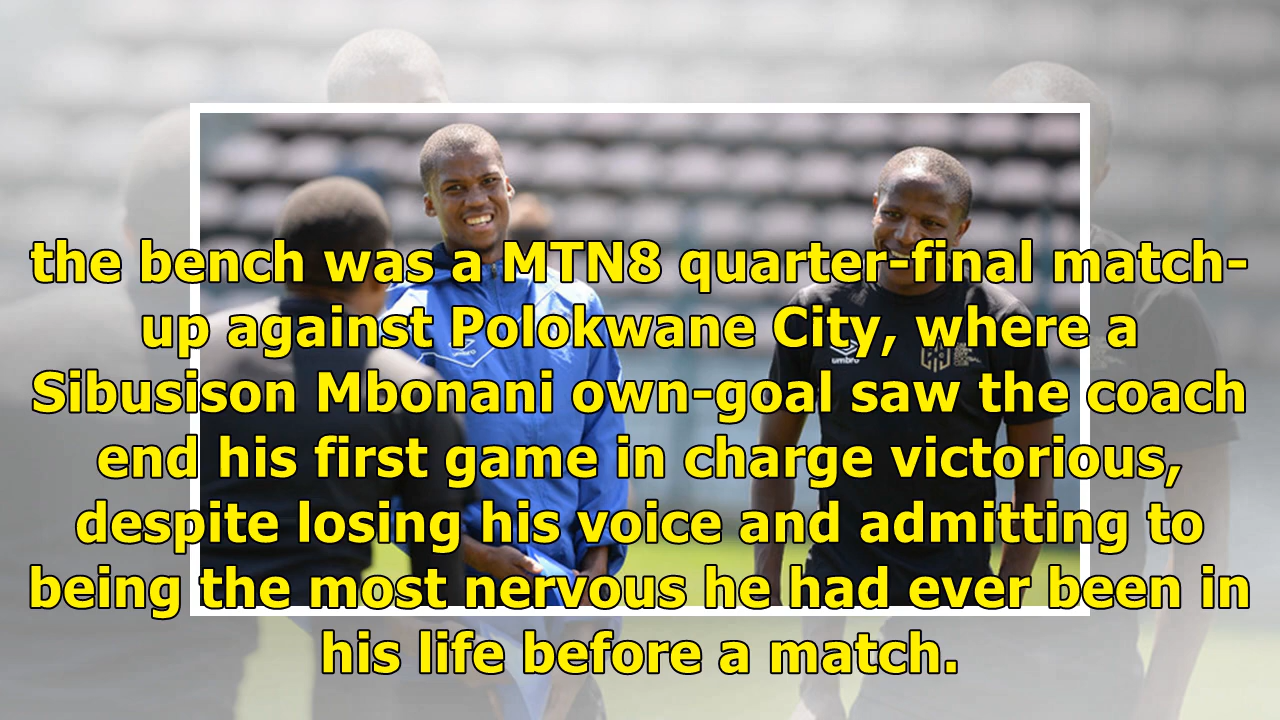 the bench was a MTN8 quarter-final match-
up against Polokwane City, where a
Sibusison Mbonani own-goal saw the coach
end his first game in charge victorious,
despite losing his voice and admitting to
being the most nervous he had ever been in
his life before a match.
umbro
umbro